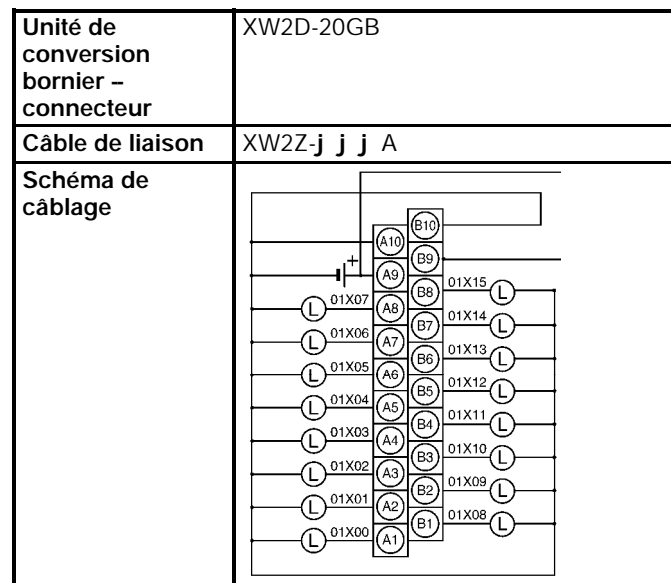 Unité de
conversion
bornier –
connecteur
XW2D-20GB
Câble de liaison
XW2Z-j j j A
Schéma de
câblage
B10
A10
B9
+
A9
01X15
B8
L
01X07
L
A8
01X14
B7
L
01X06
L
A7
01X13
B6
L
01X05
L
A6
01X12
B5
L
01X04
L
A5
01X11
B4
L
01X03
L
A4
01X10
B3
L
01X02
L
A3
01X09
B2
L
01X01
L
A2
01X08
B1
L
01X00
L
A1